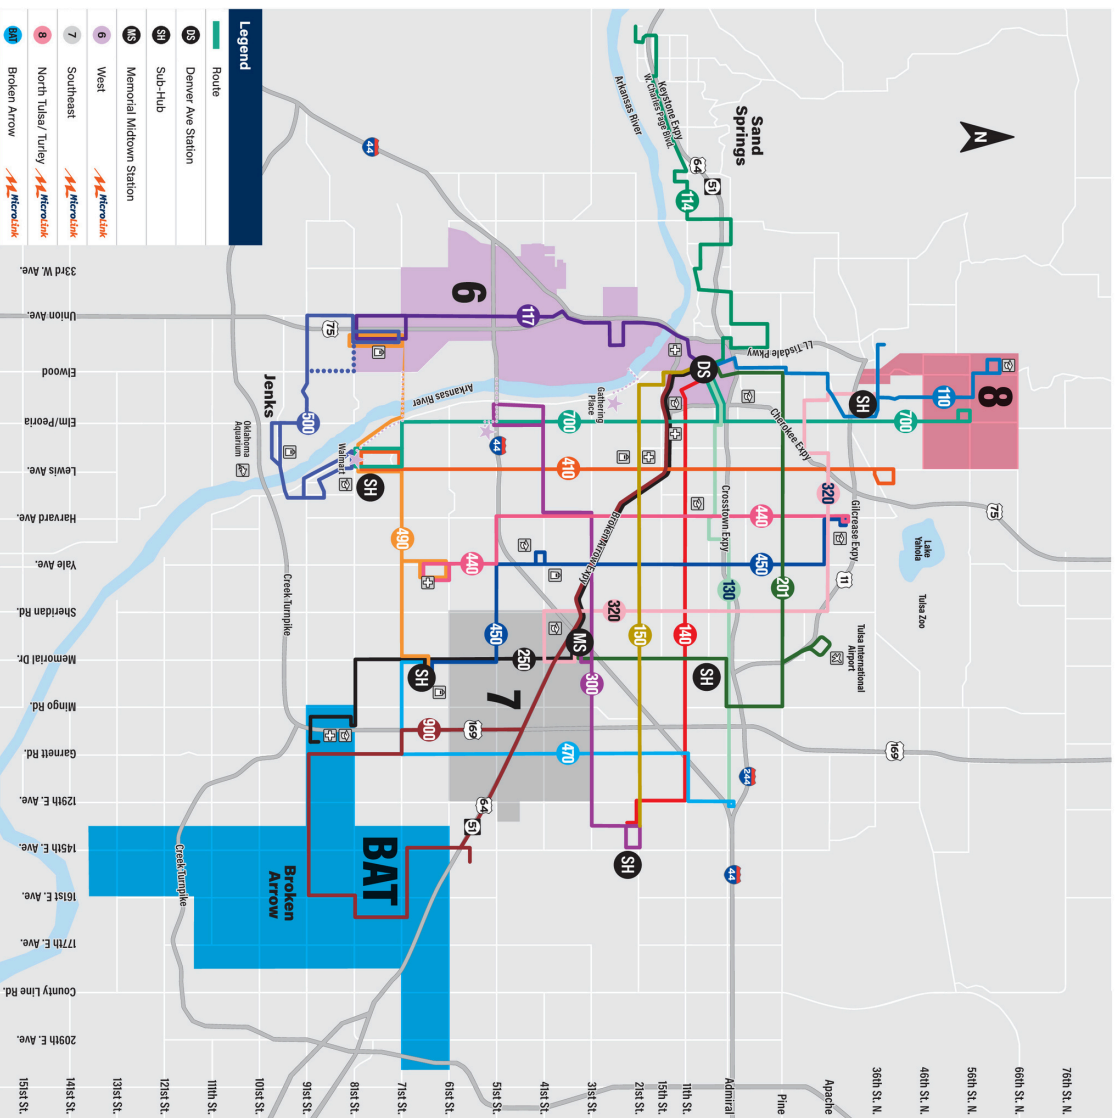 Legend
Route
DS Denver Ave Station
SH Sub-Hub
MS Memorial Midtown Station
6 West MicroLink
7 Southeast MicroLink
8 North Tulsa/ Turley MicroLink
BAT Broken Arrow MicroLink
N
Sand
Springs
Keystone Expy
W. Charles Page Blvd.
Arkansas River
64
51
114
44
6
117
75
Jenks
500
Oklahoma
Aquarium
Walmart
Arkansas River
Gathering
Place
44
DS
LL Tisdale Pkwy
Cherokee Expy
SH
8
110
700
700
410
SH
320
Gilcrease Expy
75
Lake
Yahola
Tulsa Zoo
Crosstown Expy
BrokenArrow Expy
440
490
440
450
11
130
201
320
150
140
450
MS
250
SH
SH
Tulsa International
Airport
300
7
900
169
470
169
244
64
51
BAT
Broken
Arrow
SH
44
Creek Turnpike
Creek Turnpike
33rd W. Ave.
Union Ave.
Elwood
Elm/Peoria
Lewis Ave.
Harvard Ave.
Yale Ave.
Sheridan Rd.
Memorial Dr.
Mingo Rd.
Garnett Rd.
129th E. Ave.
145th E. Ave.
161st E. Ave.
177th E. Ave.
County Line Rd.
209th E. Ave.
76th St. N.
66th St. N.
56th St. N.
46th St. N.
36th St. N.
Apache
Pine
Admiral
11th St.
15th St.
21st St.
31st St.
41st St.
51st St.
61st St.
71st St.
81st St.
91st St.
101st St.
111th St.
121st St.
131st St.
141st St.
151st St.